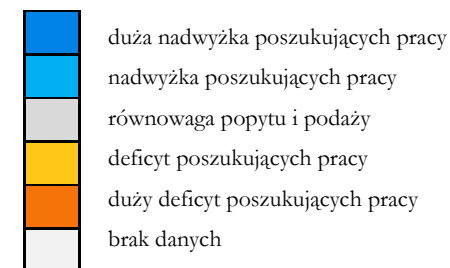 duża nadwyżka poszukujących pracy
nadwyżka poszukujących pracy
równowaga popytu i podaży
deficyt poszukujących pracy
duży deficyt poszukujących pracy
brak danych